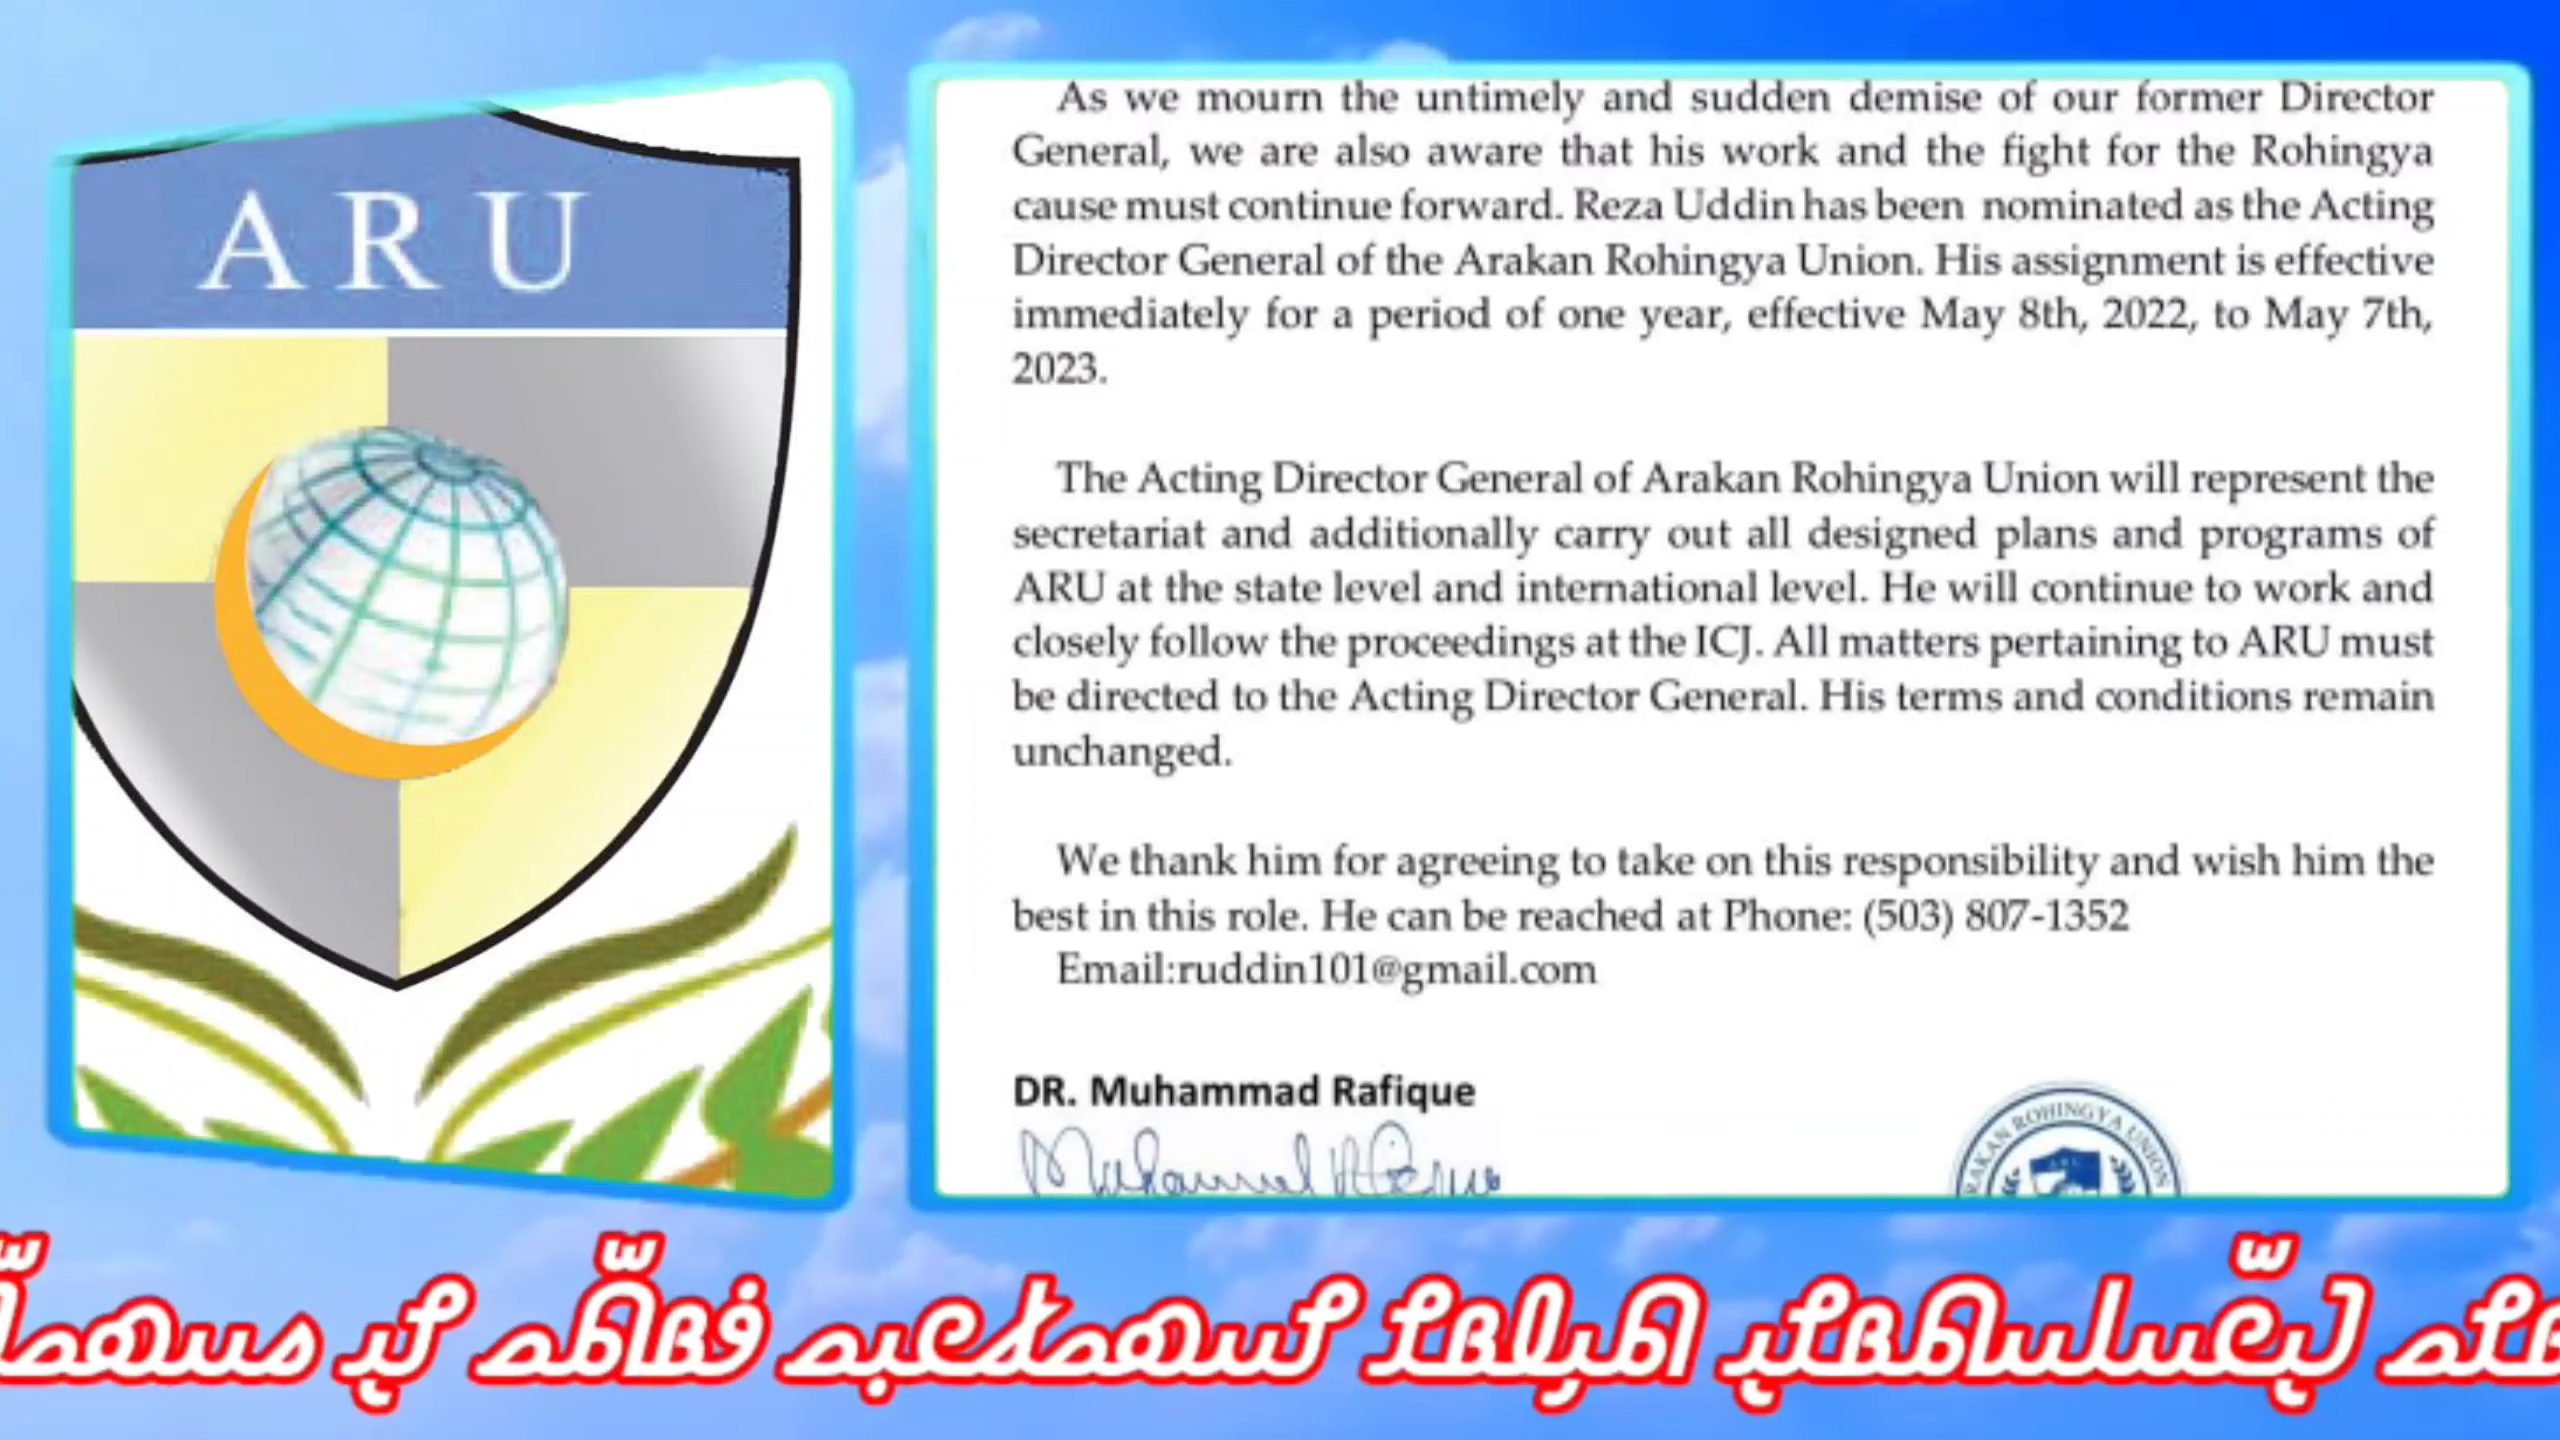 ARU
As we mourn the untimely and sudden demise of our former Director
General, we are also aware that his work and the fight for the Rohingya
cause must continue forward. Reza Uddin has been nominated as the Acting
Director General of the Arakan Rohingya Union. His assignment is effective
immediately for a period of one year, effective May 8th, 2022, to May 7th,
2023.
The Acting Director General of Arakan Rohingya Union will represent the
secretariat and additionally carry out all designed plans and programs of
ARU at the state level and international level. He will continue to work and
closely follow the proceedings at the ICJ. All matters pertaining to ARU must
be directed to the Acting Director General. His terms and conditions remain
unchanged.
We thank him for agreeing to take on this responsibility and wish him the
best in this role. He can be reached at Phone: (503) 807-1352
Email:ruddin101@gmail.com
DR. Muhammad Rafique
ARAKAN ROHINGYA UNION